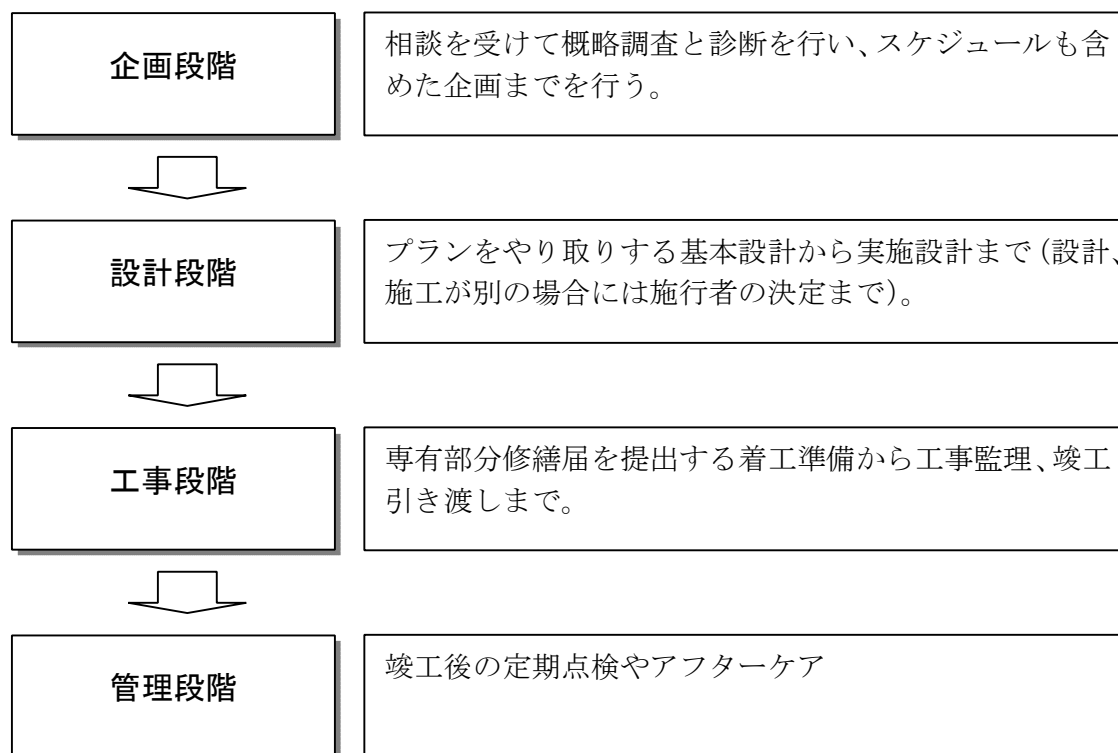 企画段階
相談を受けて概略調査と診断を行い、スケジュールも含
めた企画までを行う。
設計段階
プランをやり取りする基本設計から実施設計まで（設計、
施工が別の場合には施行者の決定まで）。
工事段階
専有部分修繕届を提出する着工準備から工事監理、竣工
引き渡しまで。
管理段階
竣工後の定期点検やアフターケア